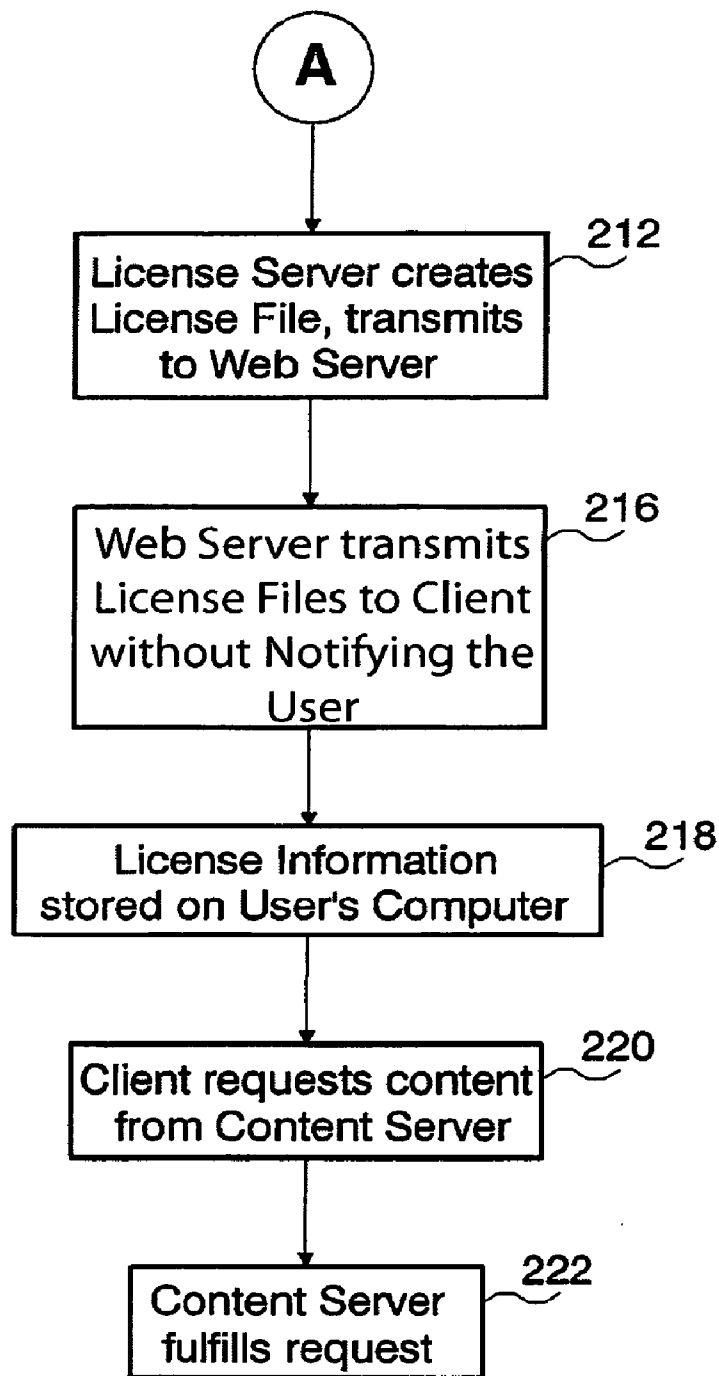 A
212
License Server creates
License File, transmits
to Web Server
216
Web Server transmits
License Files to Client
without Notifying the
User
218
License Information
stored on User's Computer
220
Client requests content
from Content Server
222
Content Server
fulfills request